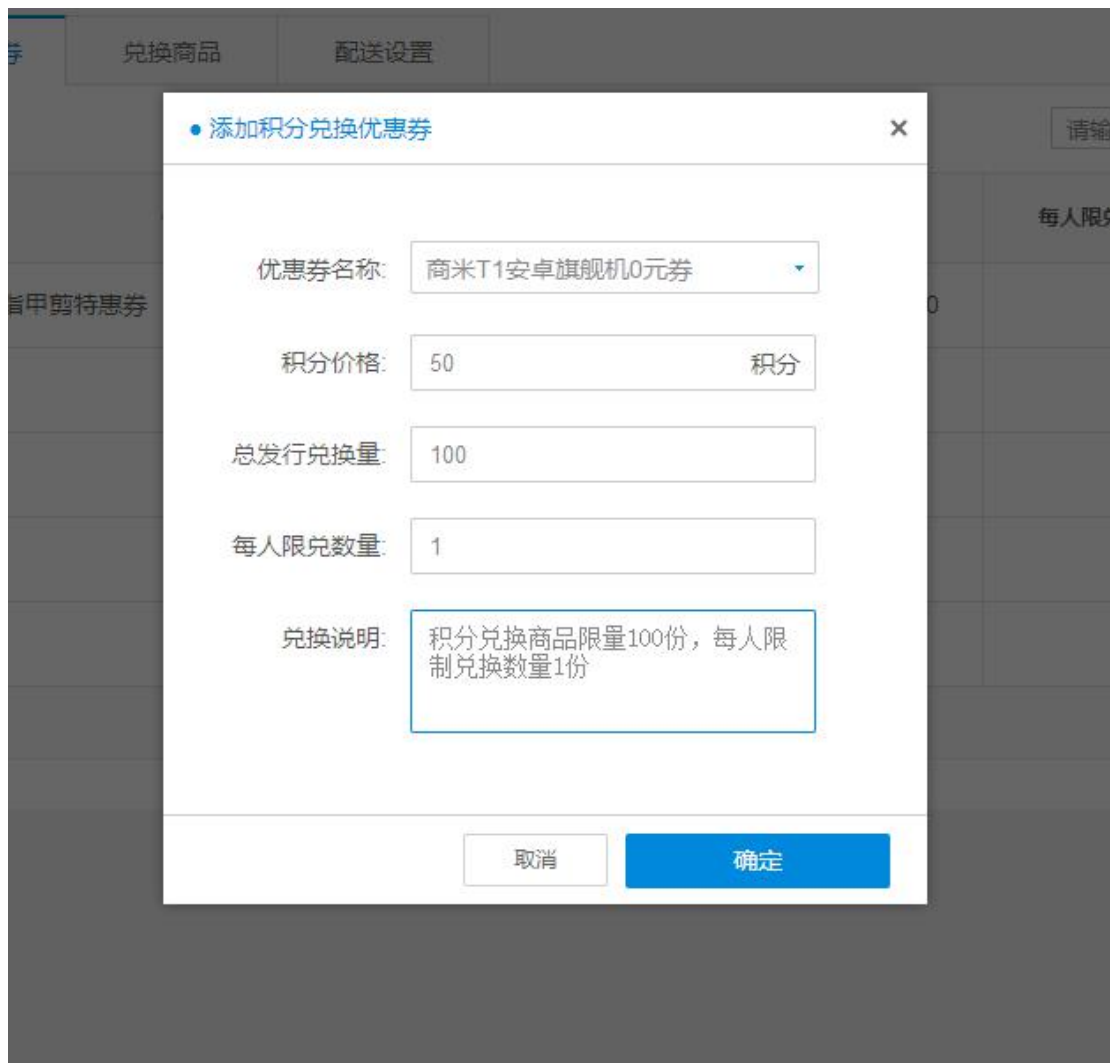 券
兑换商品
配送设置
添加积分兑换优惠券
×
请输
每人限兑
优惠券名称:
商米T1安卓旗舰机0元券
指甲剪特惠券
0
积分价格:
50
积分
总发行兑换量:
100
每人限兑数量:
1
兑换说明:
积分兑换商品限量100份，每人限
制兑换数量1份
取消
确定